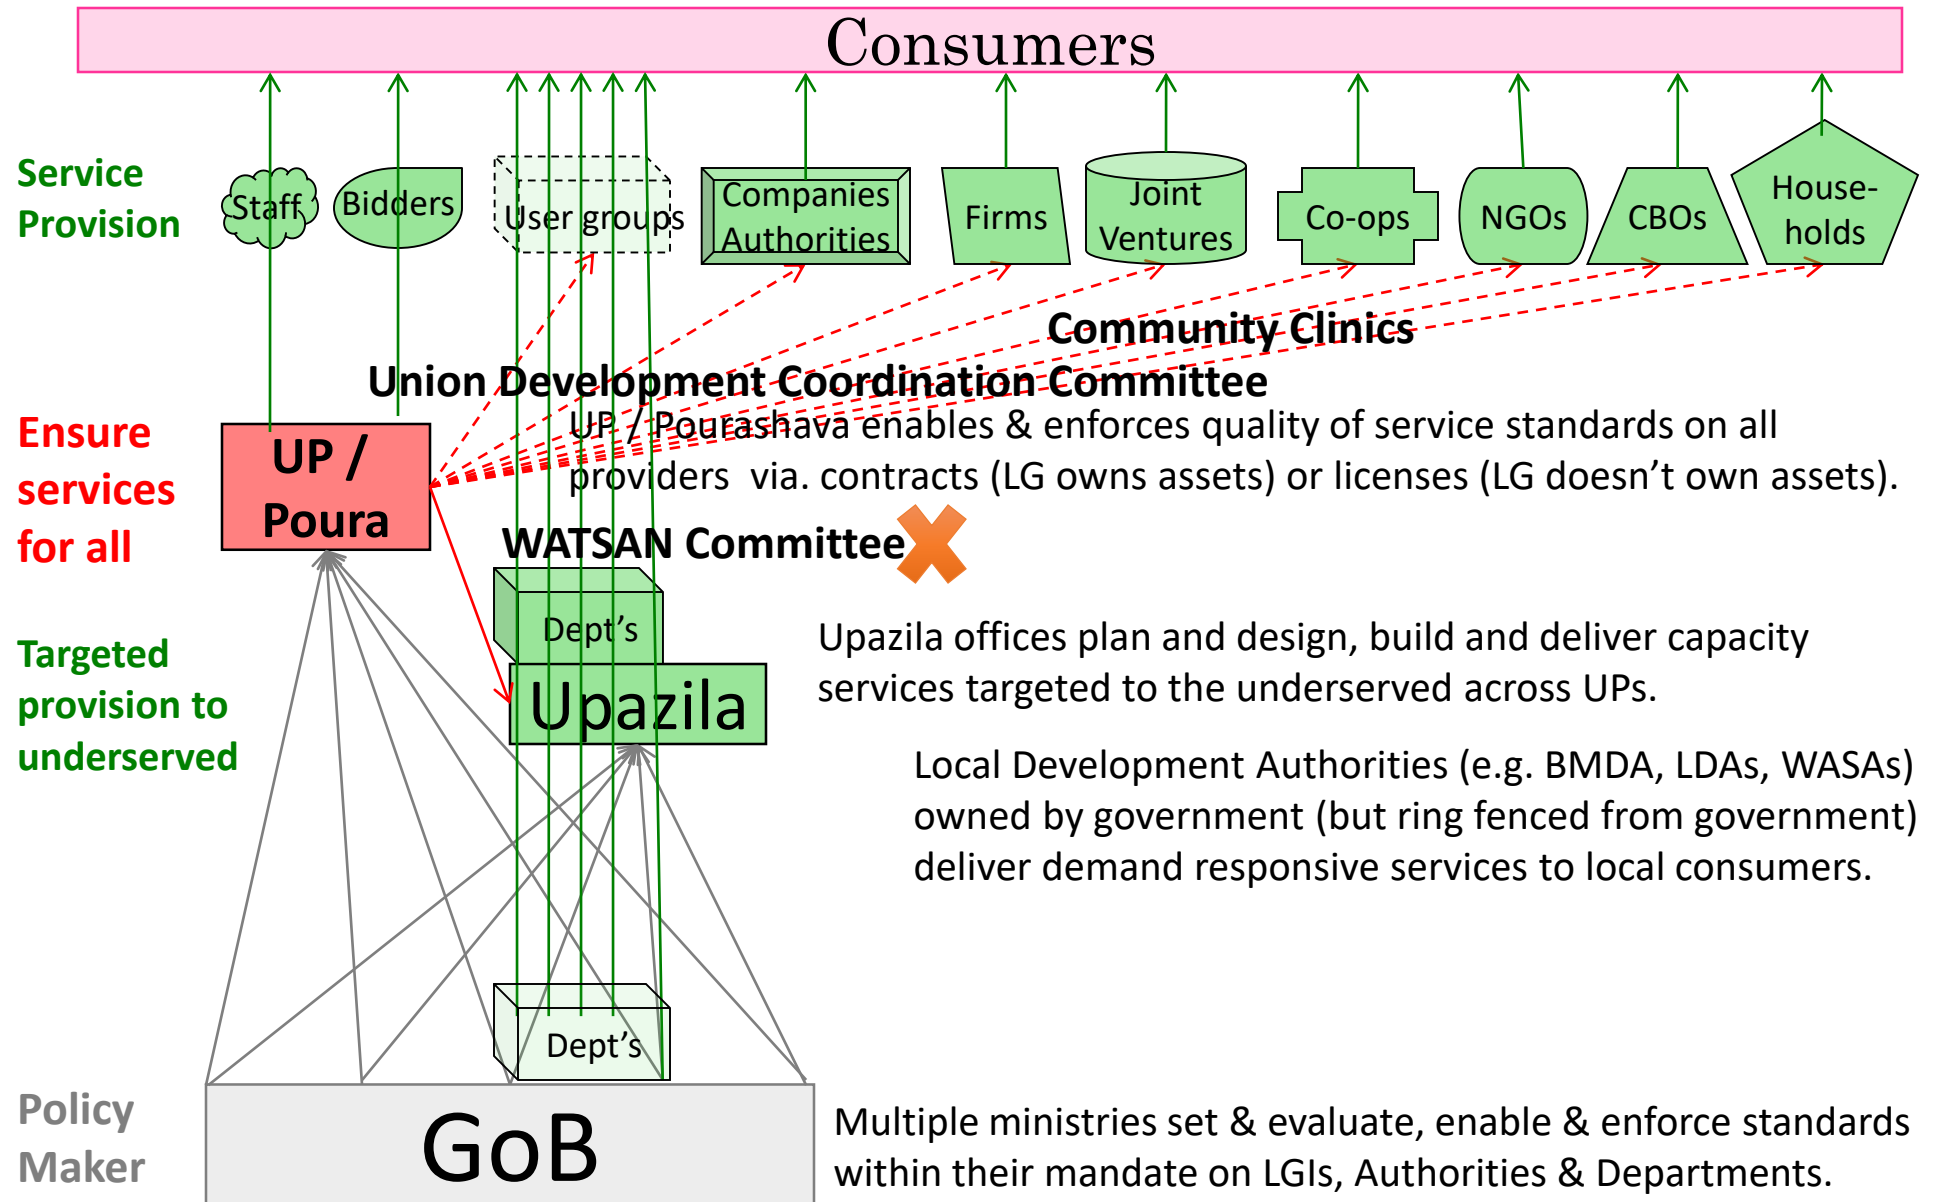 Consumers
Service
Provision
Staff
Bidders
User groups
Companies
Authorities
Firms
Joint
Ventures
Co-ops
NGOs
CBOs
House-
holds
Community Clinics
Union Development Coordination Committee
Ensure
services
for all
UP /
Poura
UP / Pourashava enables & enforces quality of service standards on all
providers  via. contracts (LG owns assets) or licenses (LG doesn’t own assets).
WATSAN Committee
Targeted
provision to
underserved
Dept’s
Upazila
Upazila offices plan and design, build and deliver capacity
services targeted to the underserved across UPs.
Local Development Authorities (e.g. BMDA, LDAs, WASAs)
owned by government (but ring fenced from government)
deliver demand responsive services to local consumers.
Dept’s
Policy
Maker
GoB
Multiple ministries set & evaluate, enable & enforce standards
within their mandate on LGIs, Authorities & Departments.